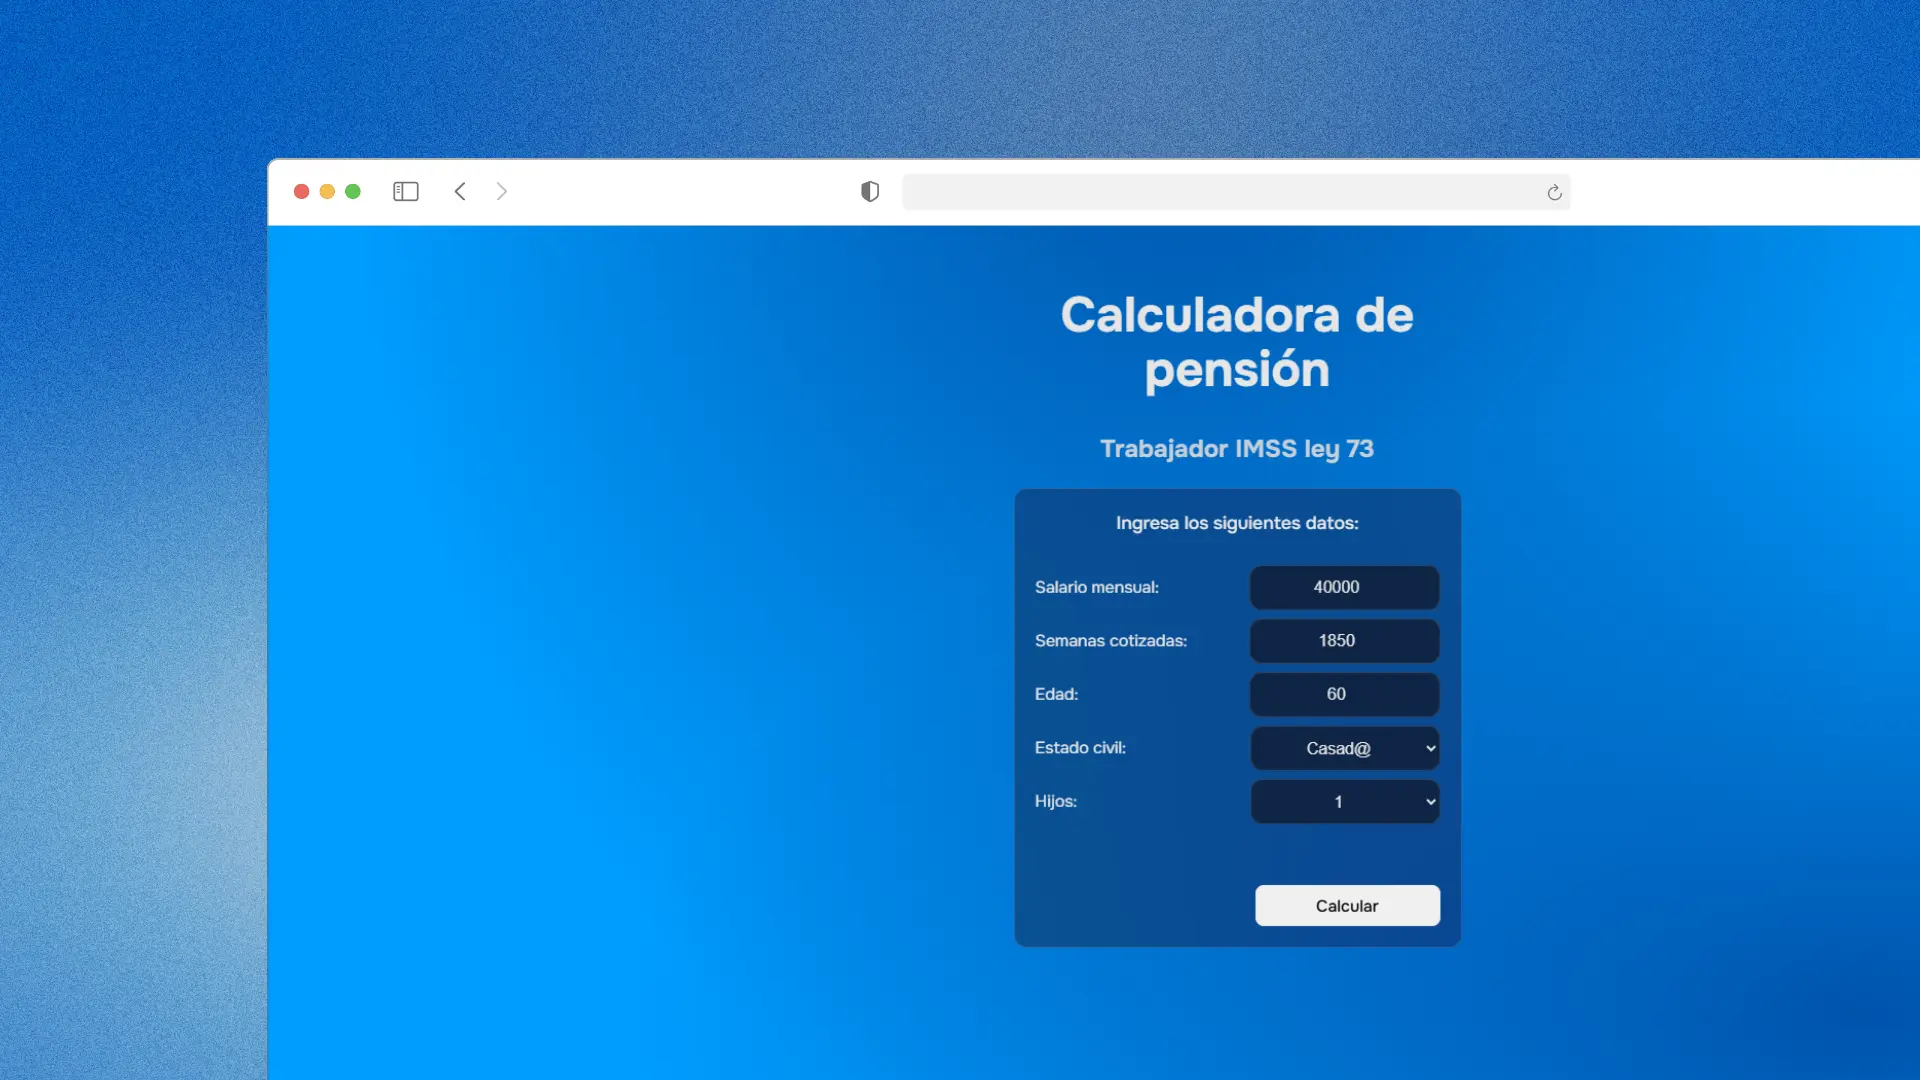 Calculadora de
pensión
Trabajador IMSS ley 73
Ingresa los siguientes datos:
Salario mensual: 40000
Semanas cotizadas: 1850
Edad: 60
Estado civil: Casad@
Hijos: 1
Calcular